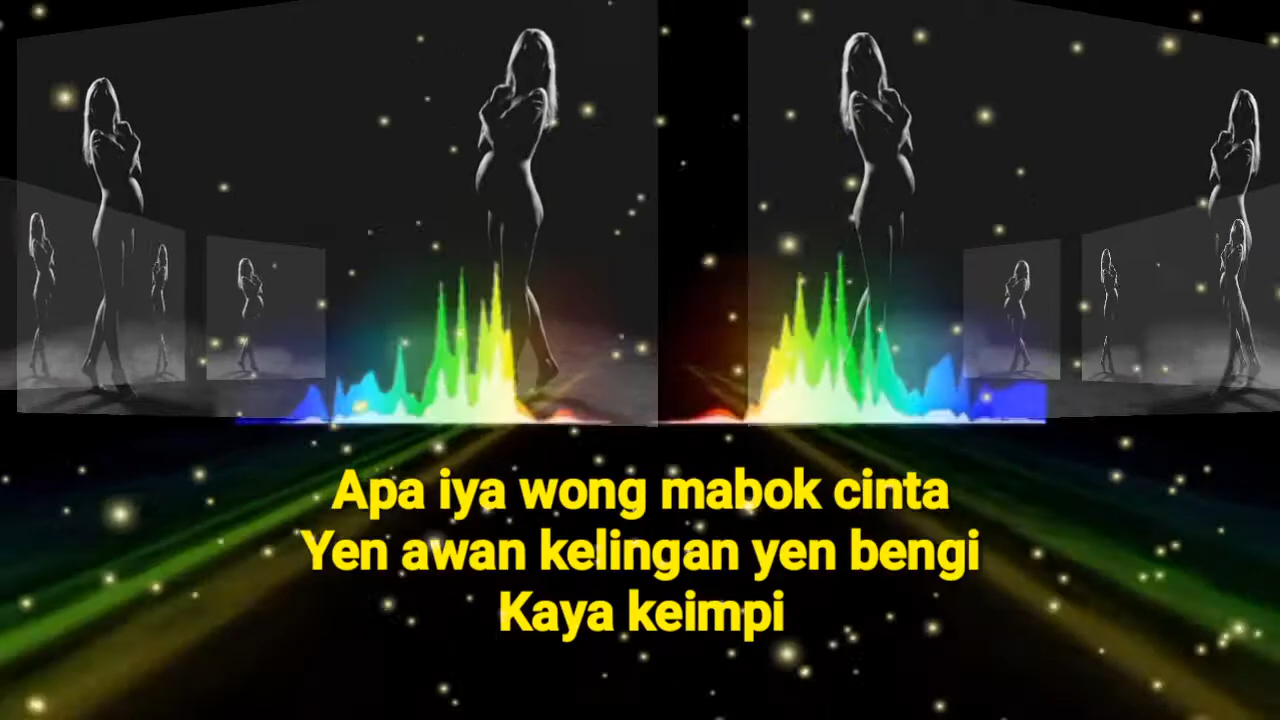 Apa iya wong mabok cinta
Yen awan kelingan yen bengi
Kaya keimpi